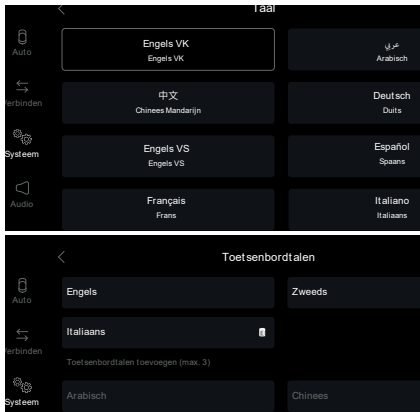 Taal
Auto
Engels VK
Engels VK
عربي
Arabisch
Verbinden
中文
Chinees Mandarijn
Deutsch
Duits
Systeem
Engels VS
Engels VS
Español
Spaans
Audio
Français
Frans
Italiano
Italiaans
Toetsenbordtalen
Auto
Engels
Zweeds
Verbinden
Italiaans
Toetsenbordtalen toevoegen (max. 3)
Systeem
Arabisch
Chinees